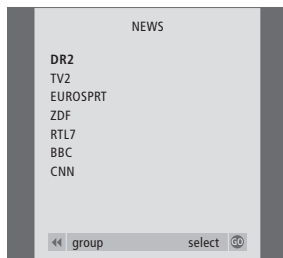 NEWS
DR2
TV2
EUROSPRT
ZDF
RTL7
BBC
CNN
group select GO